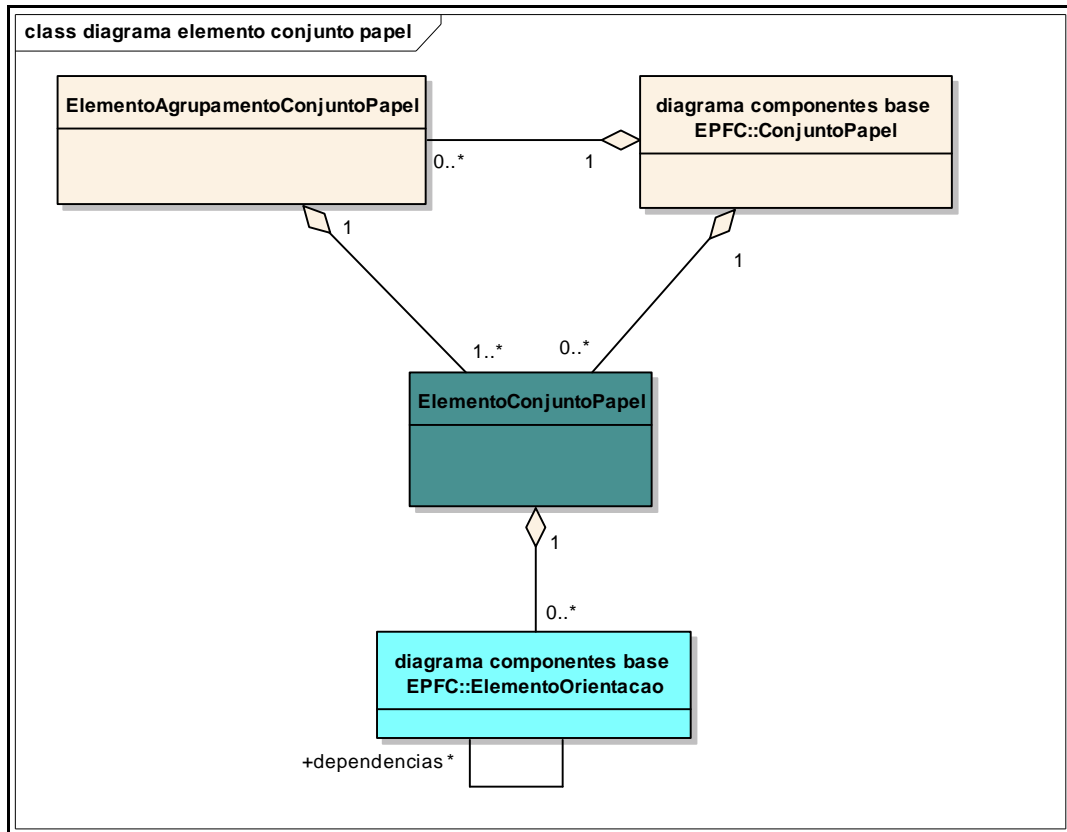 class diagrama elemento conjunto papel
ElementoAgrupamentoConjuntoPapel
diagrama componentes base
EPFC::ConjuntoPapel
0..*
1
1
1
1..*
0..*
ElementoConjuntoPapel
1
0..*
diagrama componentes base
EPFC::ElementoOrientacao
+dependencias *